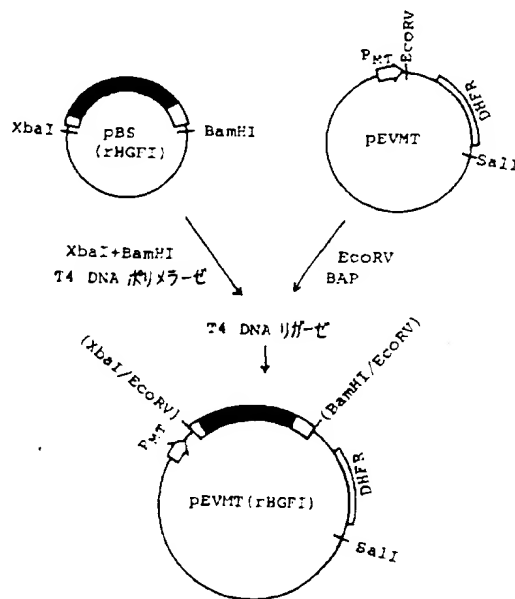 XbaI
pBS
(rHGFI)
BamHI
PMT
EcoRV
DHFR
pEVMT
SalI
XbaI+BamHI
T4 DNA ポリメラーゼ
EcoRV
BAP
T4 DNA リガーゼ
(XbaI/EcoRV)
(BamHI/EcoRV)
PMT
DHFR
pEVMT(rHGFI)
SalI